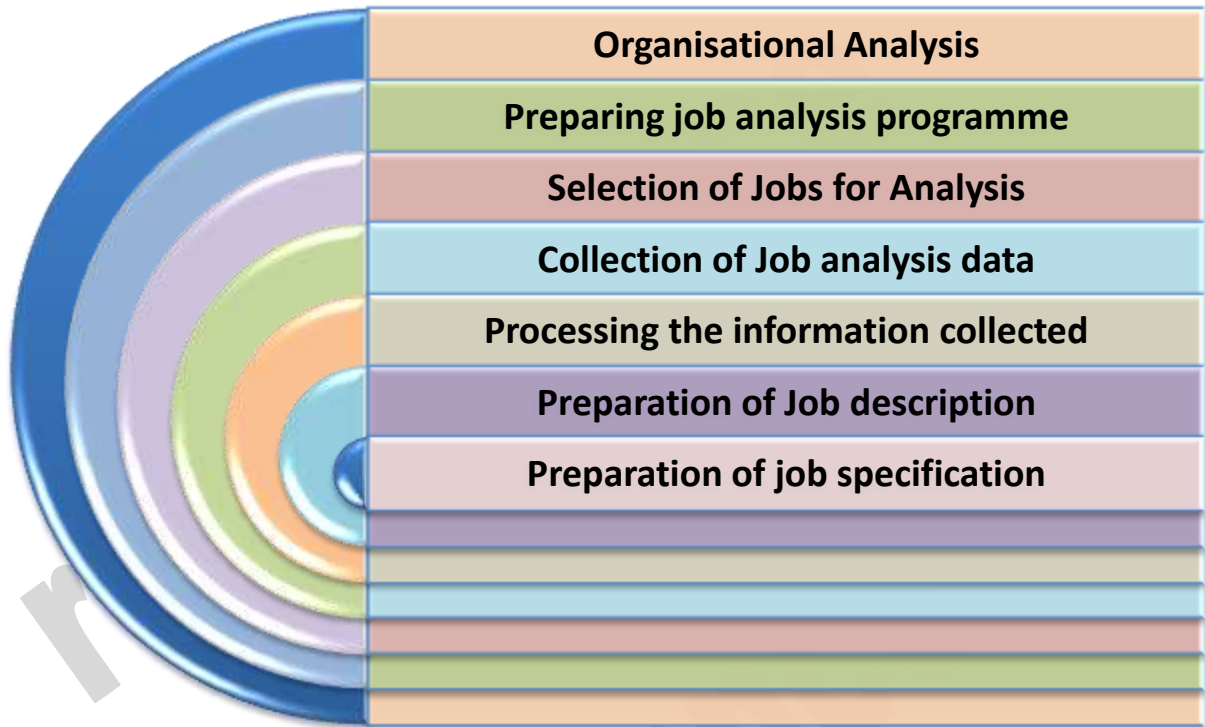 Organisational Analysis
Preparing job analysis programme
Selection of Jobs for Analysis
Collection of Job analysis data
Processing the information collected
Preparation of Job description
Preparation of job specification